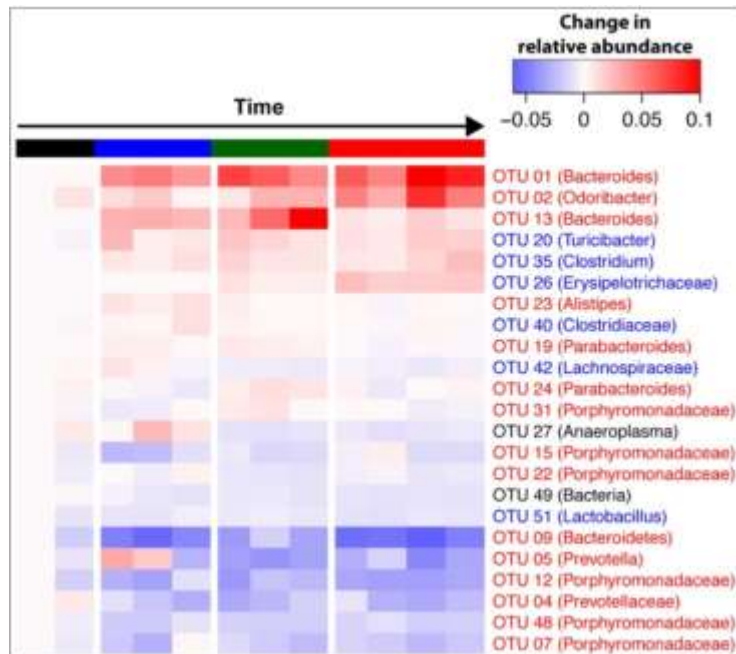 Change in
relative abundance
−0.05 0 0.05 0.1
Time
OTU 01 (Bacteroides)
OTU 02 (Odoribacter)
OTU 13 (Bacteroides)
OTU 20 (Turicibacter)
OTU 35 (Clostridium)
OTU 26 (Erysipelotrichaceae)
OTU 23 (Alistipes)
OTU 40 (Clostridiaceae)
OTU 19 (Parabacteroides)
OTU 42 (Lachnospiraceae)
OTU 24 (Parabacteroides)
OTU 31 (Porphyromonadaceae)
OTU 27 (Anaeroplasma)
OTU 15 (Porphyromonadaceae)
OTU 22 (Porphyromonadaceae)
OTU 49 (Bacteria)
OTU 51 (Lactobacillus)
OTU 09 (Bacteroidetes)
OTU 05 (Prevotella)
OTU 12 (Porphyromonadaceae)
OTU 04 (Prevotellaceae)
OTU 48 (Porphyromonadaceae)
OTU 07 (Porphyromonadaceae)